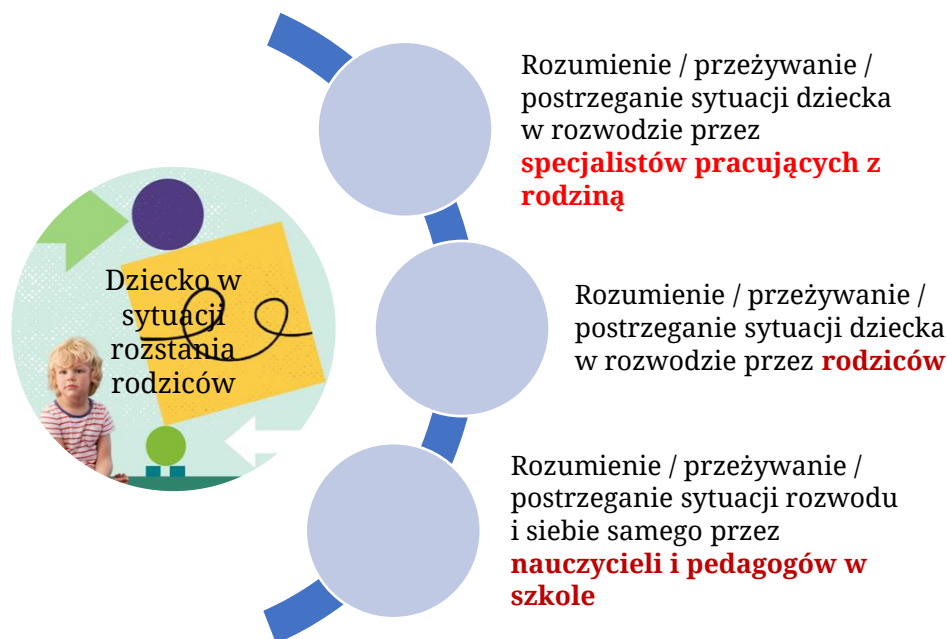 Dziecko w
sytuacji
rozstania
rodziców
Rozumienie / przeżywanie /
postrzeganie sytuacji dziecka
w rozwodzie przez
specjalistów pracujących z
rodziną
Rozumienie / przeżywanie /
postrzeganie sytuacji dziecka
w rozwodzie przez rodziców
Rozumienie / przeżywanie /
postrzeganie sytuacji rozwodu
i siebie samego przez
nauczycieli i pedagogów w
szkole